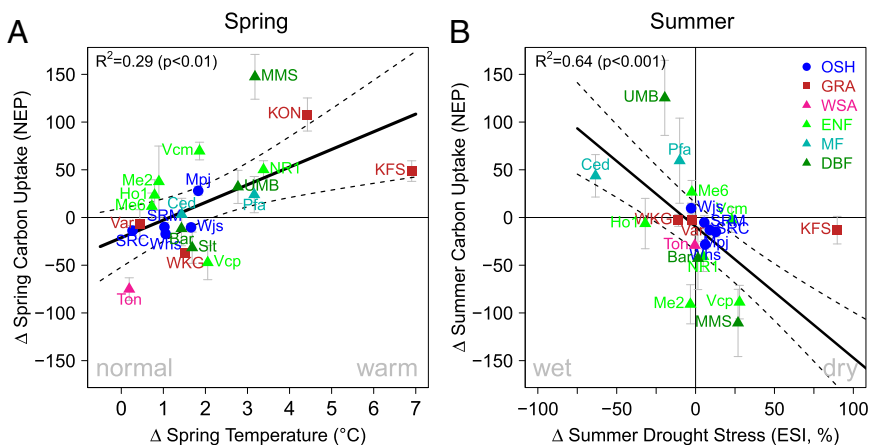 Spring
Summer
A
B
R²=0.29 (p<0.01)
R²=0.64 (p<0.001)
Δ Spring Carbon Uptake (NEP)
150
100
50
0
−50
−100
−150
MMS
KON
Vcm
NR1
KFS
Me2
Mpj
UMB
Ho1
Ced
Pfa
Me6
SRM
Var
Wjs
SRC
Whs
Bar
Slt
WKG
Vcp
Ton
normal
warm
0
1
2
3
4
5
6
7
Δ Spring Temperature (°C)
Δ Summer Carbon Uptake (NEP)
150
100
50
0
−50
−100
−150
OSH
GRA
WSA
ENF
MF
DBF
UMB
Pfa
Ced
Me6
Wjs
Vcm
Ho1
WKG
SRM
Var
SRC
KFS
Ton
Mpj
Whs
Bar
NR1
Me2
Vcp
MMS
wet
dry
−100
−50
0
50
100
Δ Summer Drought Stress (ESI, %)